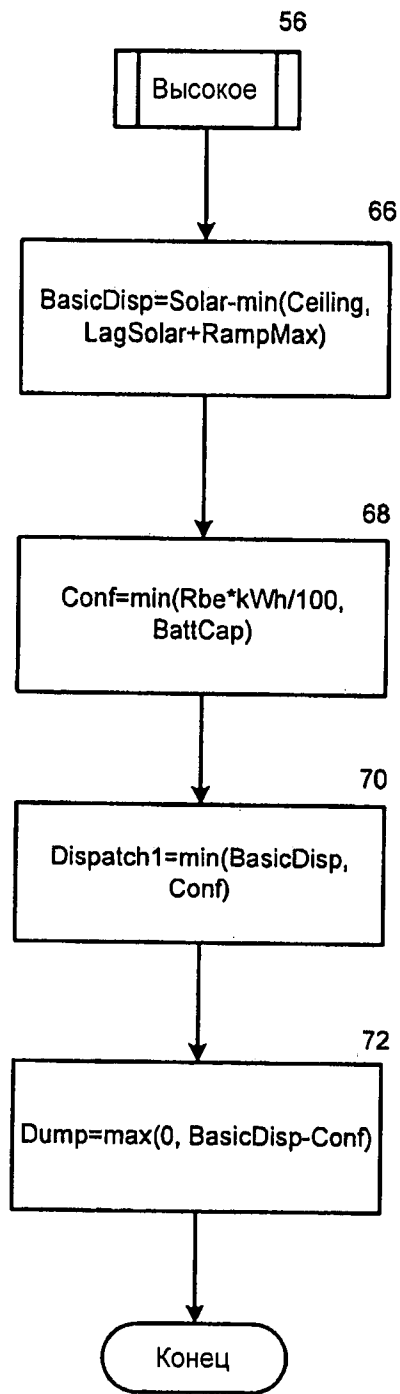 56
Высокое
66
BasicDisp=Solar-min(Ceiling,
LagSolar+RampMax)
68
Conf=min(Rbe*kWh/100,
BattCap)
70
Dispatch1=min(BasicDisp,
Conf)
72
Dump=max(0, BasicDisp-Conf)
Конец